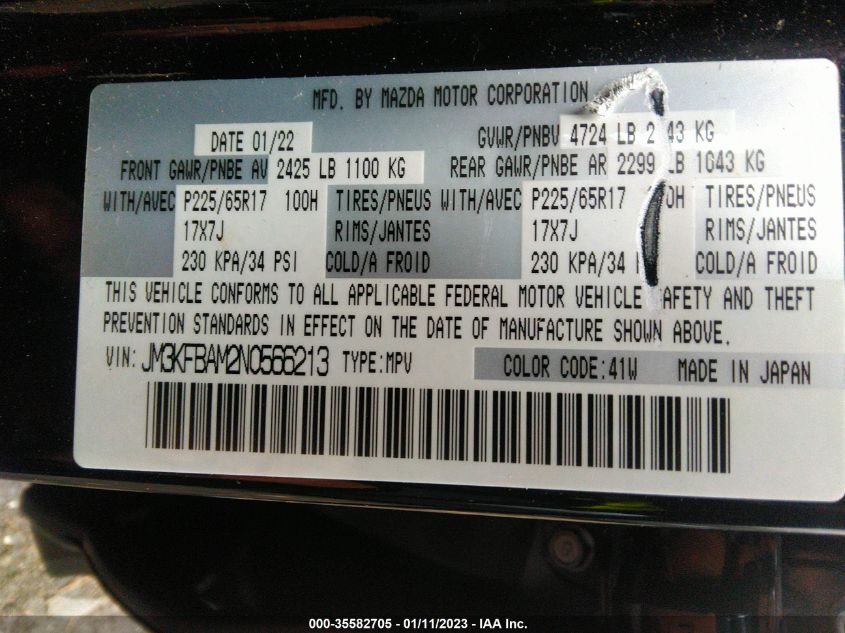 MFD. BY MAZDA MOTOR CORPORATION
DATE 01/22 GVWR/PNBV 4724 LB 2 43 KG
FRONT GAWR/PNBE AV 2425 LB 1100 KG REAR GAWR/PNBE AR 2299 LB 1043 KG
WITH/AVEC P225/65R17 100H TIRES/PNEUS WITH/AVEC P225/65R17 0H TIRES/PNEUS
17X7J RIMS/JANTES 17X7J RIMS/JANTES
230 KPA/34 PSI COLD/A FROID 230 KPA/34 COLD/A FROID
THIS VEHICLE CONFORMS TO ALL APPLICABLE FEDERAL MOTOR VEHICLE AFETY AND THEFT
PREVENTION STANDARDS IN EFFECT ON THE DATE OF MANUFACTURE SHOWN ABOVE.
VIN: JM3KFBAM2N0566213 TYPE:MPV COLOR CODE:41W MADE IN JAPAN
000-35582705 - 01/11/2023 - IAA Inc.